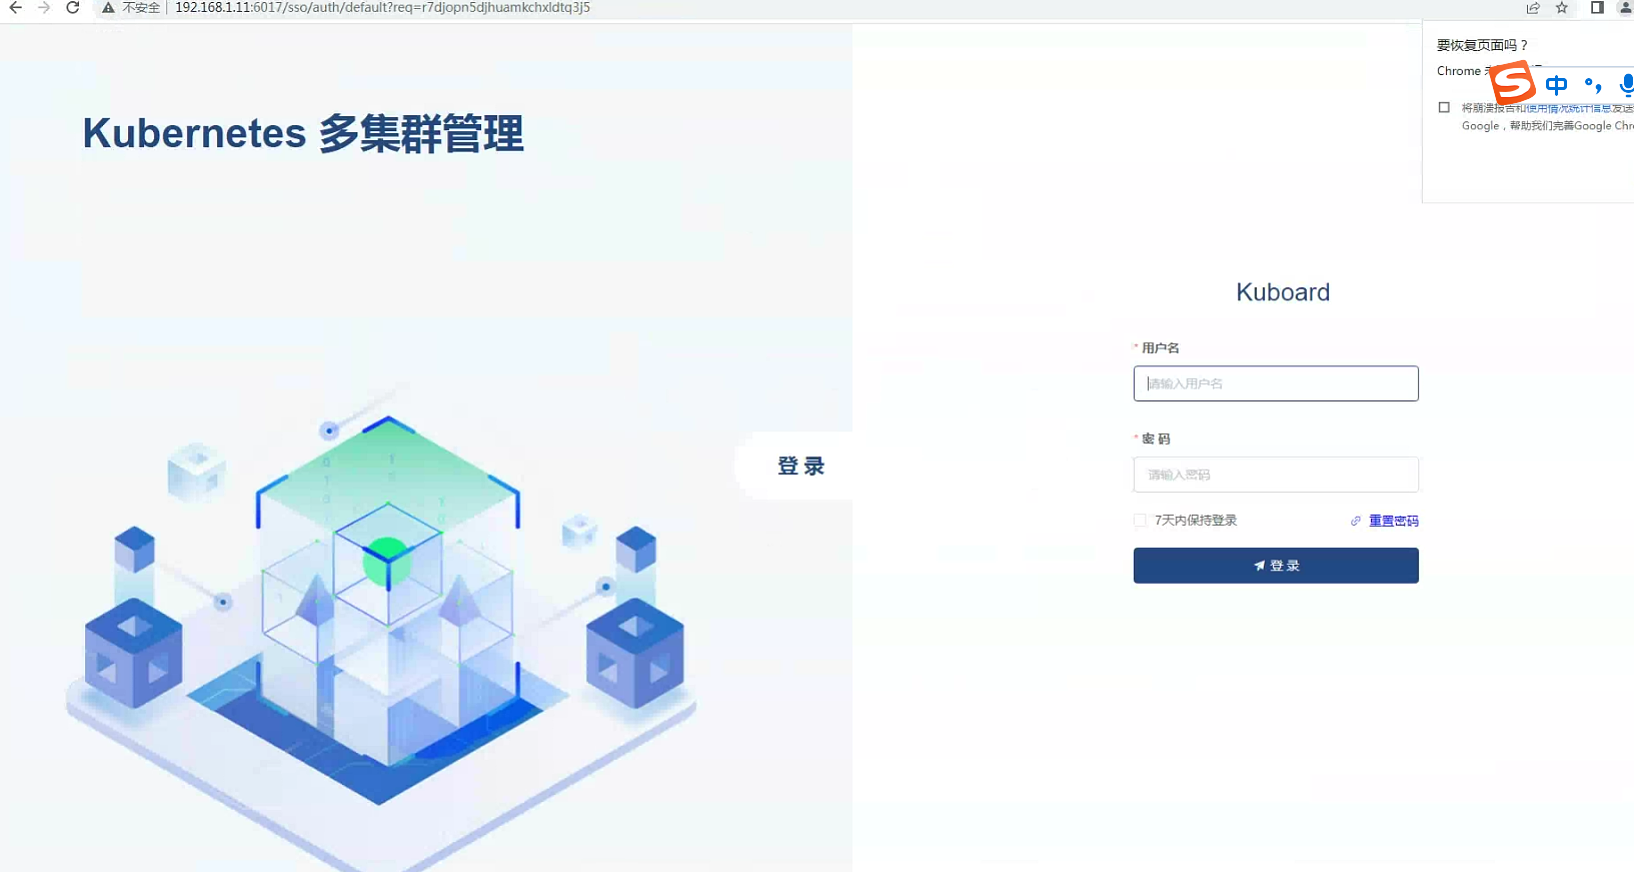 不安全 192.168.1.11:6017/sso/auth/default?req=r7djopn5djhuamkchxldtq3j5
要恢复页面吗？
Chrome
中
将崩溃报告和使用情况统计信息发送
Google，帮助我们完善Google Chr
Kubernetes 多集群管理
登 录
Kuboard
* 用户名
请输入用户名
* 密 码
请输入密码
7天内保持登录 重置密码
登 录